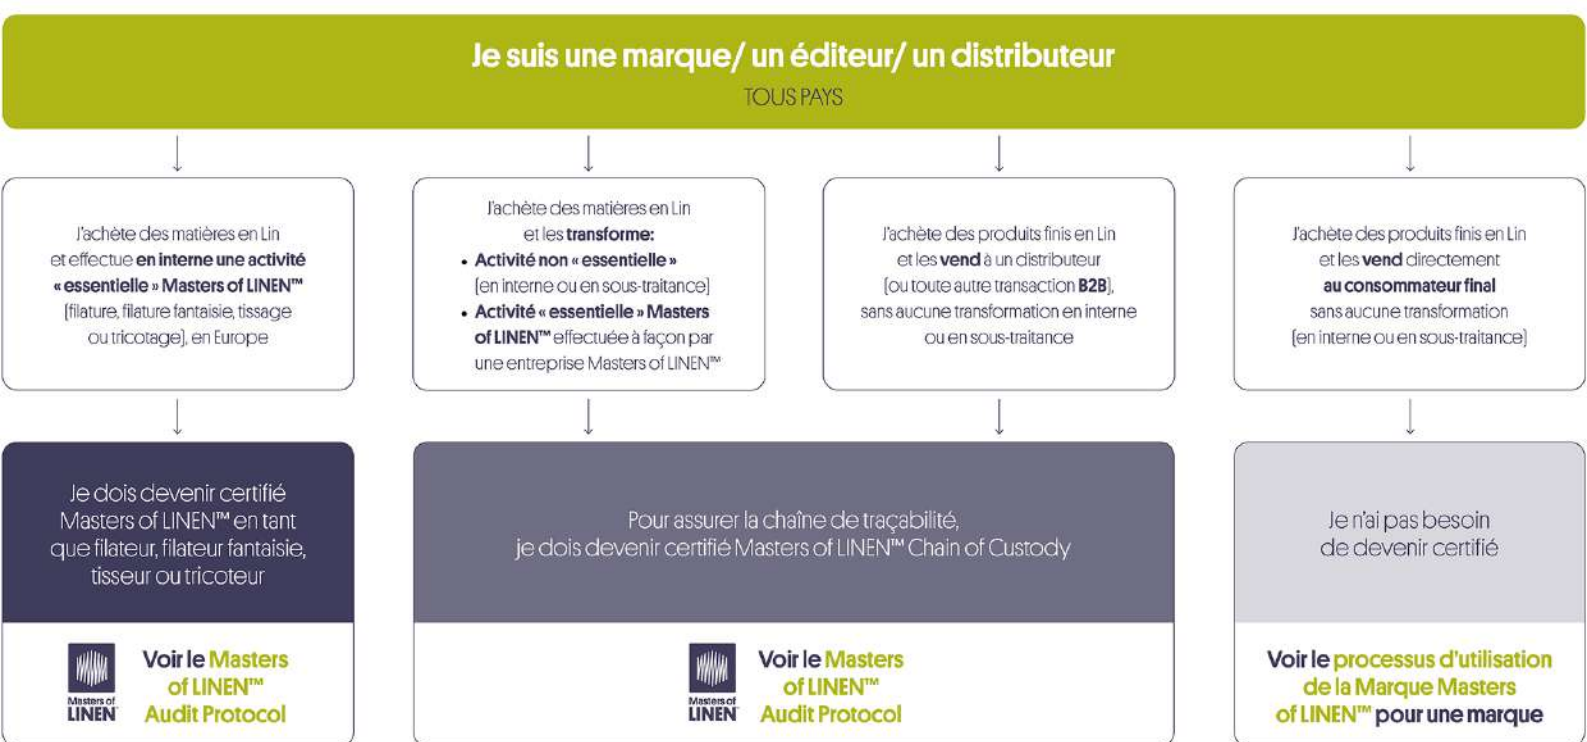 Je suis une marque/ un éditeur/ un distributeur
TOUS PAYS
J'achète des matières en Lin
et effectue en interne une activité
« essentielle » Masters of LINEN™
(filature, filature fantaisie, tissage
ou tricotage), en Europe
J'achète des matières en Lin
et les transforme:
• Activité non « essentielle »
(en interne ou en sous-traitance)
• Activité « essentielle » Masters
of LINEN™ effectuée à façon par
une entreprise Masters of LINEN™
J'achète des produits finis en Lin
et les vend à un distributeur
(ou toute autre transaction B2B),
sans aucune transformation en interne
ou en sous-traitance
J'achète des produits finis en Lin
et les vend directement
au consommateur final
sans aucune transformation
(en interne ou en sous-traitance)
Je dois devenir certifié
Masters of LINEN™ en tant
que filateur, filateur fantaisie,
tisseur ou tricoteur
Pour assurer la chaîne de traçabilité,
je dois devenir certifié Masters of LINEN™ Chain of Custody
Je n'ai pas besoin
de devenir certifié
Masters of
LINEN
Voir le Masters
of LINEN™
Audit Protocol
Masters of
LINEN
Voir le Masters
of LINEN™
Audit Protocol
Voir le processus d'utilisation
de la Marque Masters
of LINEN™ pour une marque